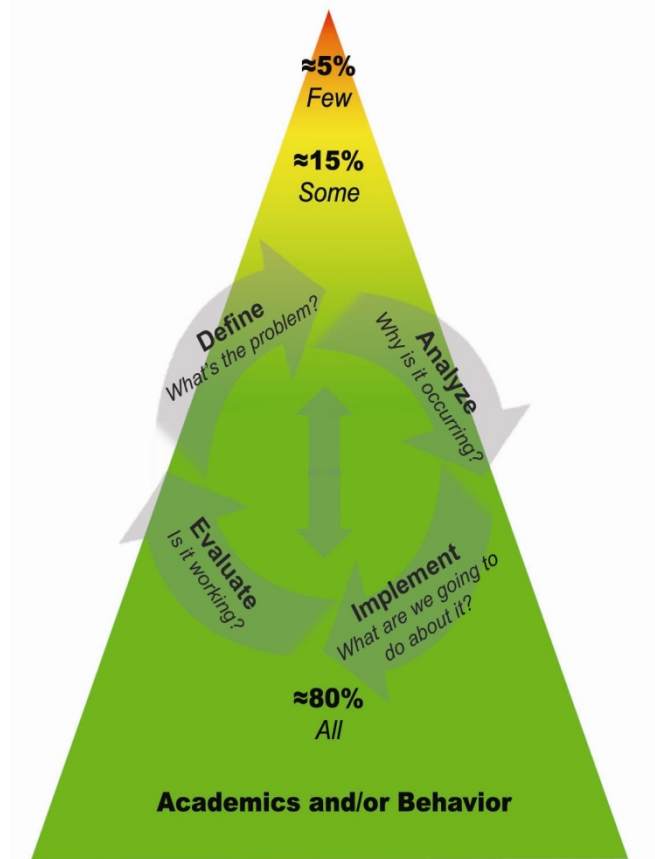 ≈5%
Few
≈15%
Some
Define
What's the problem?
Analyze
Why is it occurring?
Implement
What are we going to
do about it?
Evaluate
Is it working?
≈80%
All
Academics and/or Behavior